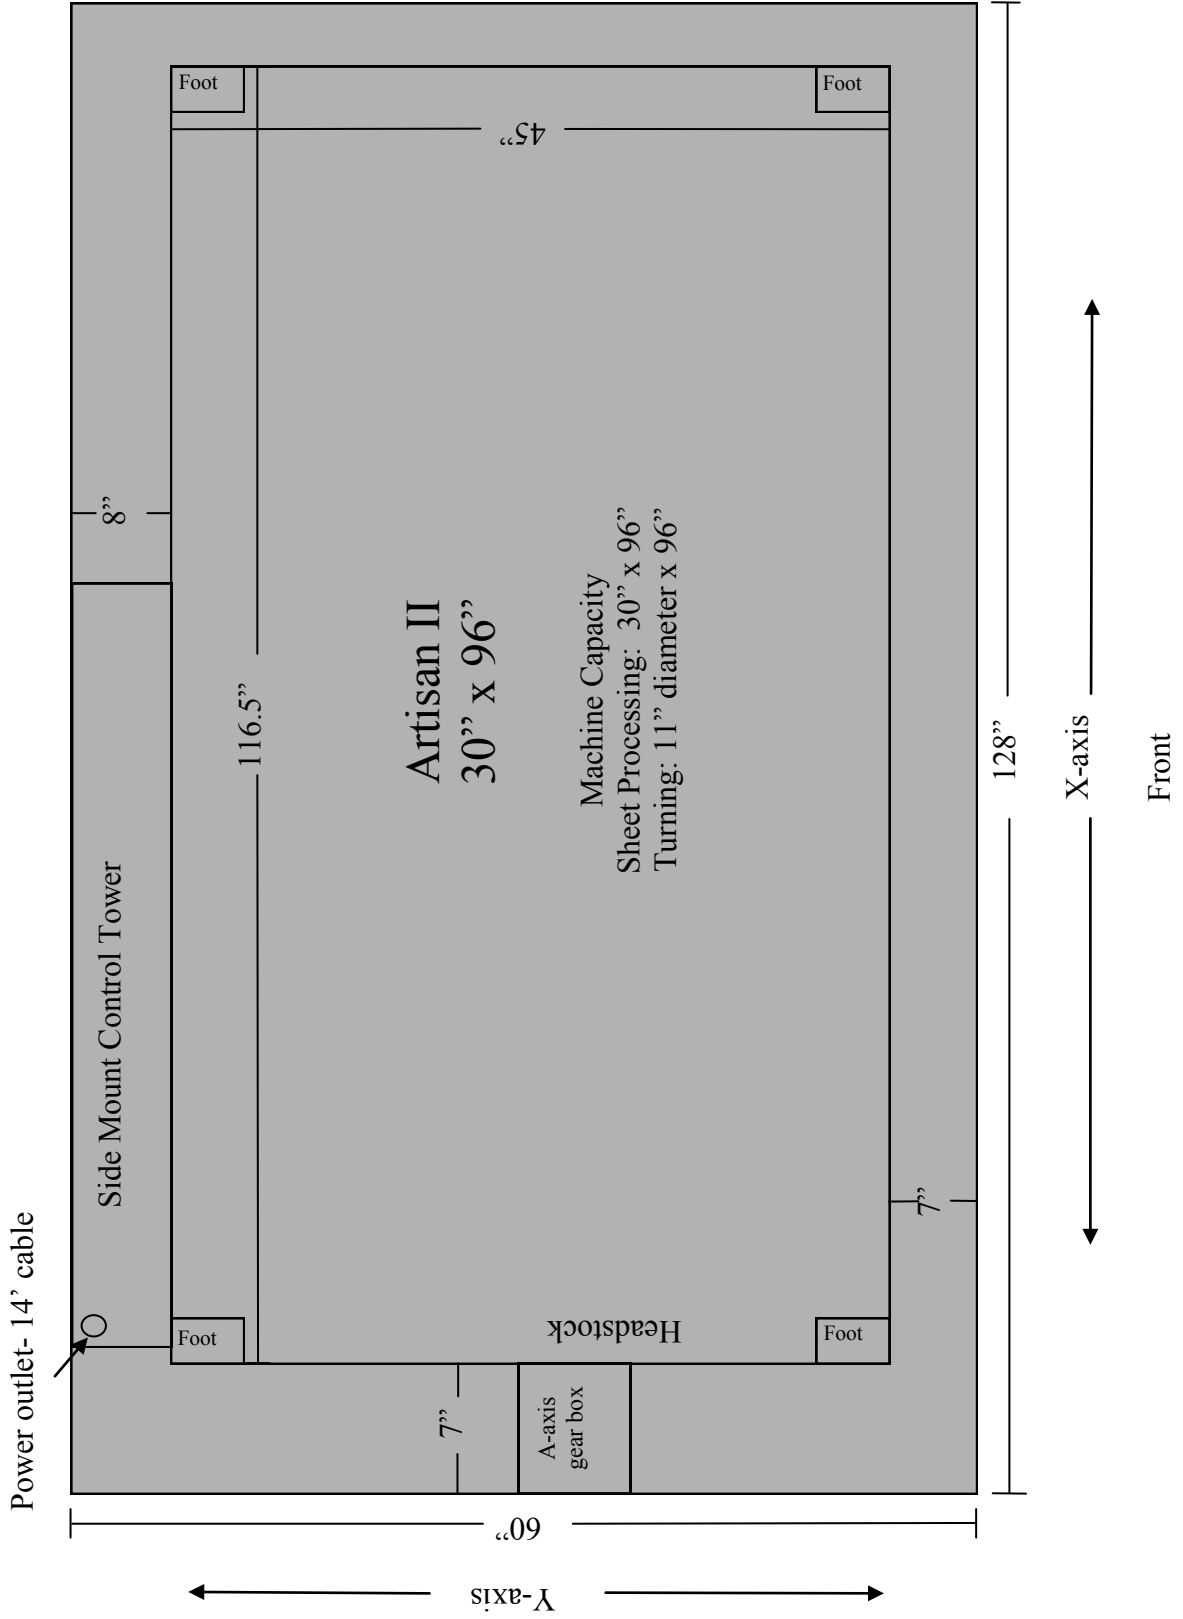 Power outlet- 14’ cable
Side Mount Control Tower
8”
Foot
Foot
116.5”
45”
Artisan II
30” x 96”
Machine Capacity
Sheet Processing: 30” x 96”
Turning: 11” diameter x 96”
Headstock
A-axis
gear box
7”
7”
Foot
Foot
60”
Y-axis
128”
X-axis
Front